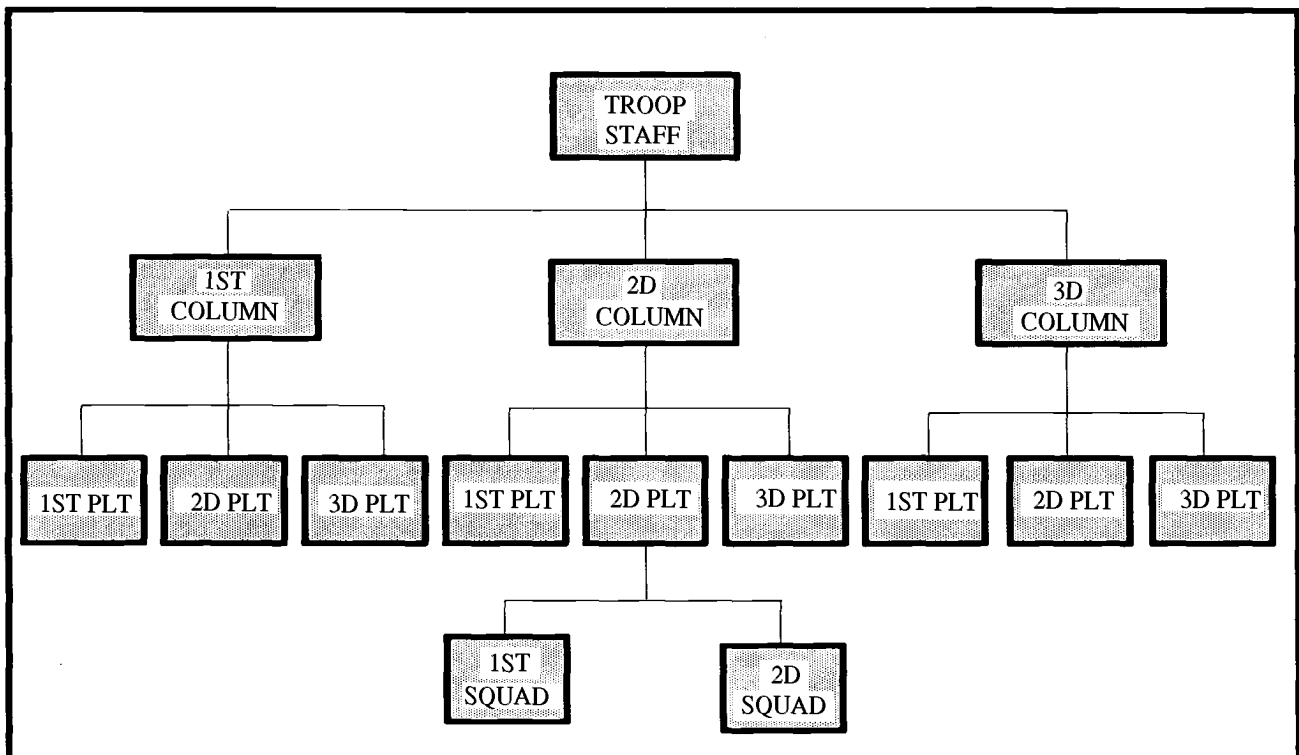 TROOP
STAFF
1ST
COLUMN
2D
COLUMN
3D
COLUMN
1ST PLT
2D PLT
3D PLT
1ST PLT
2D PLT
3D PLT
1ST PLT
2D PLT
3D PLT
1ST
SQUAD
2D
SQUAD